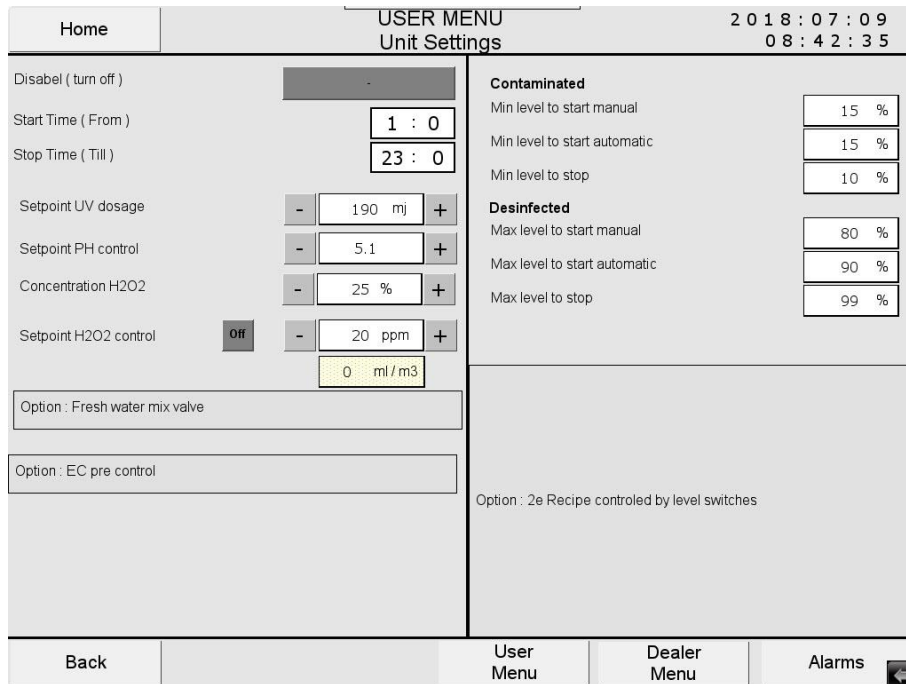 Home
USER MENU
Unit Settings
2018:07:09
08:42:35
Disabel ( turn off )
-
Start Time ( From )
1 : 0
Stop Time ( Till )
23 : 0
Setpoint UV dosage
- 190 mj +
Setpoint PH control
- 5.1 +
Concentration H2O2
- 25 % +
Setpoint H2O2 control
Off
- 20 ppm +
0 ml / m3
Option : Fresh water mix valve
Option : EC pre control
Contaminated
Min level to start manual
15 %
Min level to start automatic
15 %
Min level to stop
10 %
Desinfected
Max level to start manual
80 %
Max level to start automatic
90 %
Max level to stop
99 %
Option : 2e Recipe controled by level switches
Back
User
Menu
Dealer
Menu
Alarms